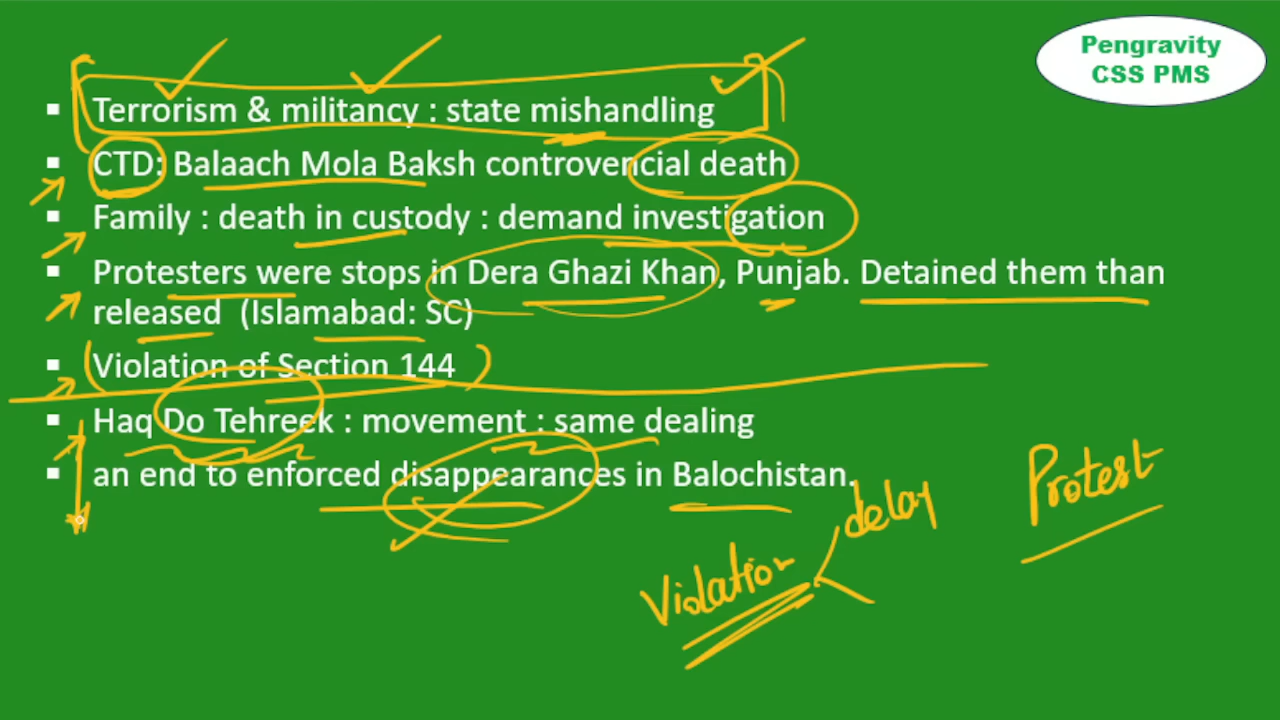 Pengravity
CSS PMS
▪ Terrorism & militancy : state mishandling
▪ CTD: Balaach Mola Baksh controvencial death
▪ Family : death in custody : demand investigation
▪ Protesters were stops in Dera Ghazi Khan, Punjab. Detained them than
released (Islamabad: SC)
▪ Violation of Section 144
▪ Haq Do Tehreek : movement : same dealing
▪ an end to enforced disappearances in Balochistan.
Protest
delay
Violation